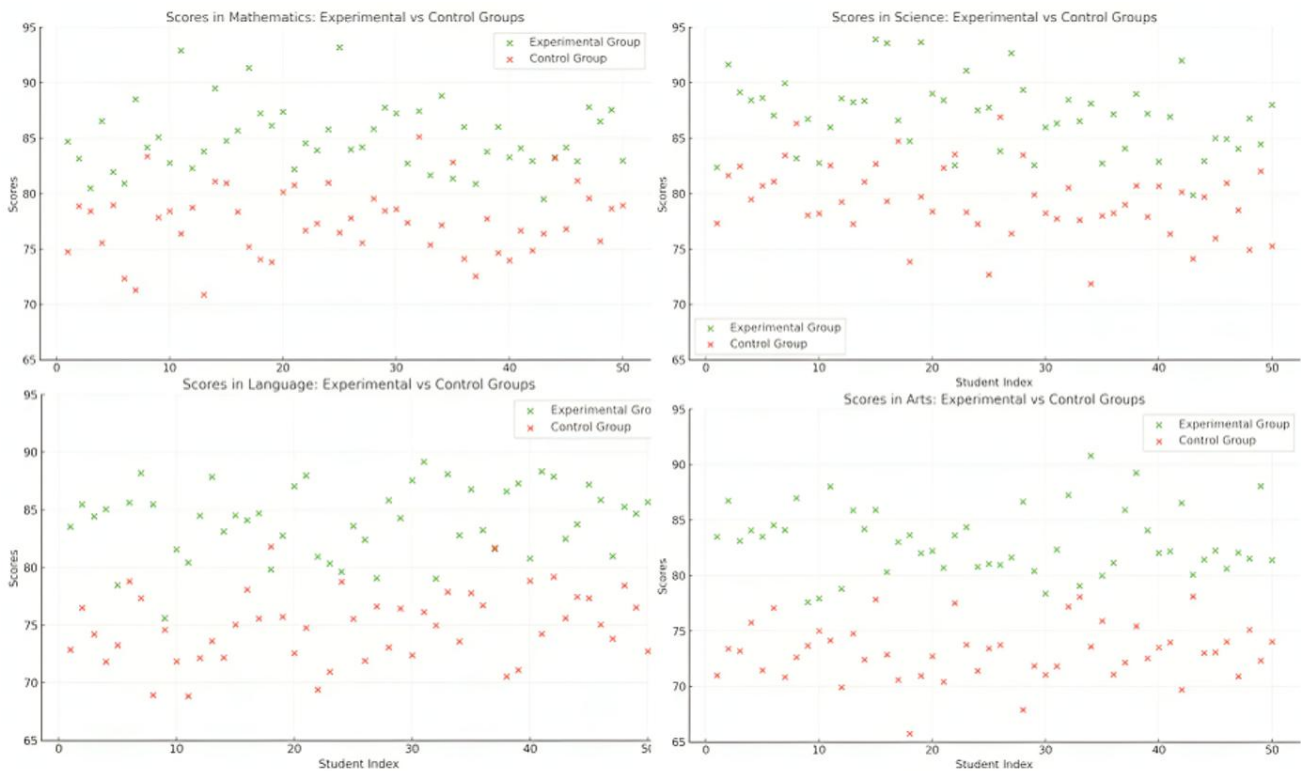 Scores in Mathematics: Experimental vs Control Groups
95
90
85
80
75
70
65
Scores
Experimental Group
Control Group
0
10
20
30
40
50
Scores in Science: Experimental vs Control Groups
95
90
85
80
75
70
65
Scores
Experimental Group
Control Group
0
10
20
30
40
50
Student Index
Scores in Language: Experimental vs Control Groups
95
90
85
80
75
70
65
Scores
Experimental Gro
Control Group
0
10
20
30
40
50
Student Index
Scores in Arts: Experimental vs Control Groups
95
90
85
80
75
70
65
Scores
Experimental Group
Control Group
0
10
20
30
40
50
Student Index